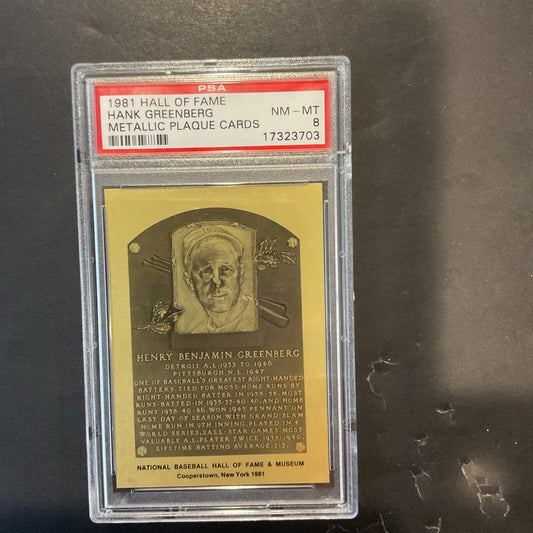 PSA
1981 HALL OF FAME
HANK GREENBERG NM-MT
METALLIC PLAQUE CARDS 8
17323703
HENRY BENJAMIN GREENBERG
DETROIT A.L. 1933 TO 1946
PITTSBURGH N.L. 1947
ONE OF BASEBALL'S GREATEST RIGHT-HANDED
BATTERS. TIED FOR MOST HOME RUNS BY
RIGHT-HANDED BATTER IN 1938-58. MOST
RUNS-BATTED-IN 1935-37-40-46, AND HOME
RUNS 1938-40-46. WON 1945 PENNANT ON
LAST DAY OF SEASON WITH GRAND SLAM
HOME RUN IN 9TH INNING. PLAYED IN 4
WORLD SERIES, 2 ALL-STAR GAMES. MOST
VALUABLE A.L. PLAYER TWICE, 1935-1940.
LIFETIME BATTING AVERAGE .313.
NATIONAL BASEBALL HALL OF FAME & MUSEUM
Cooperstown, New York 1981